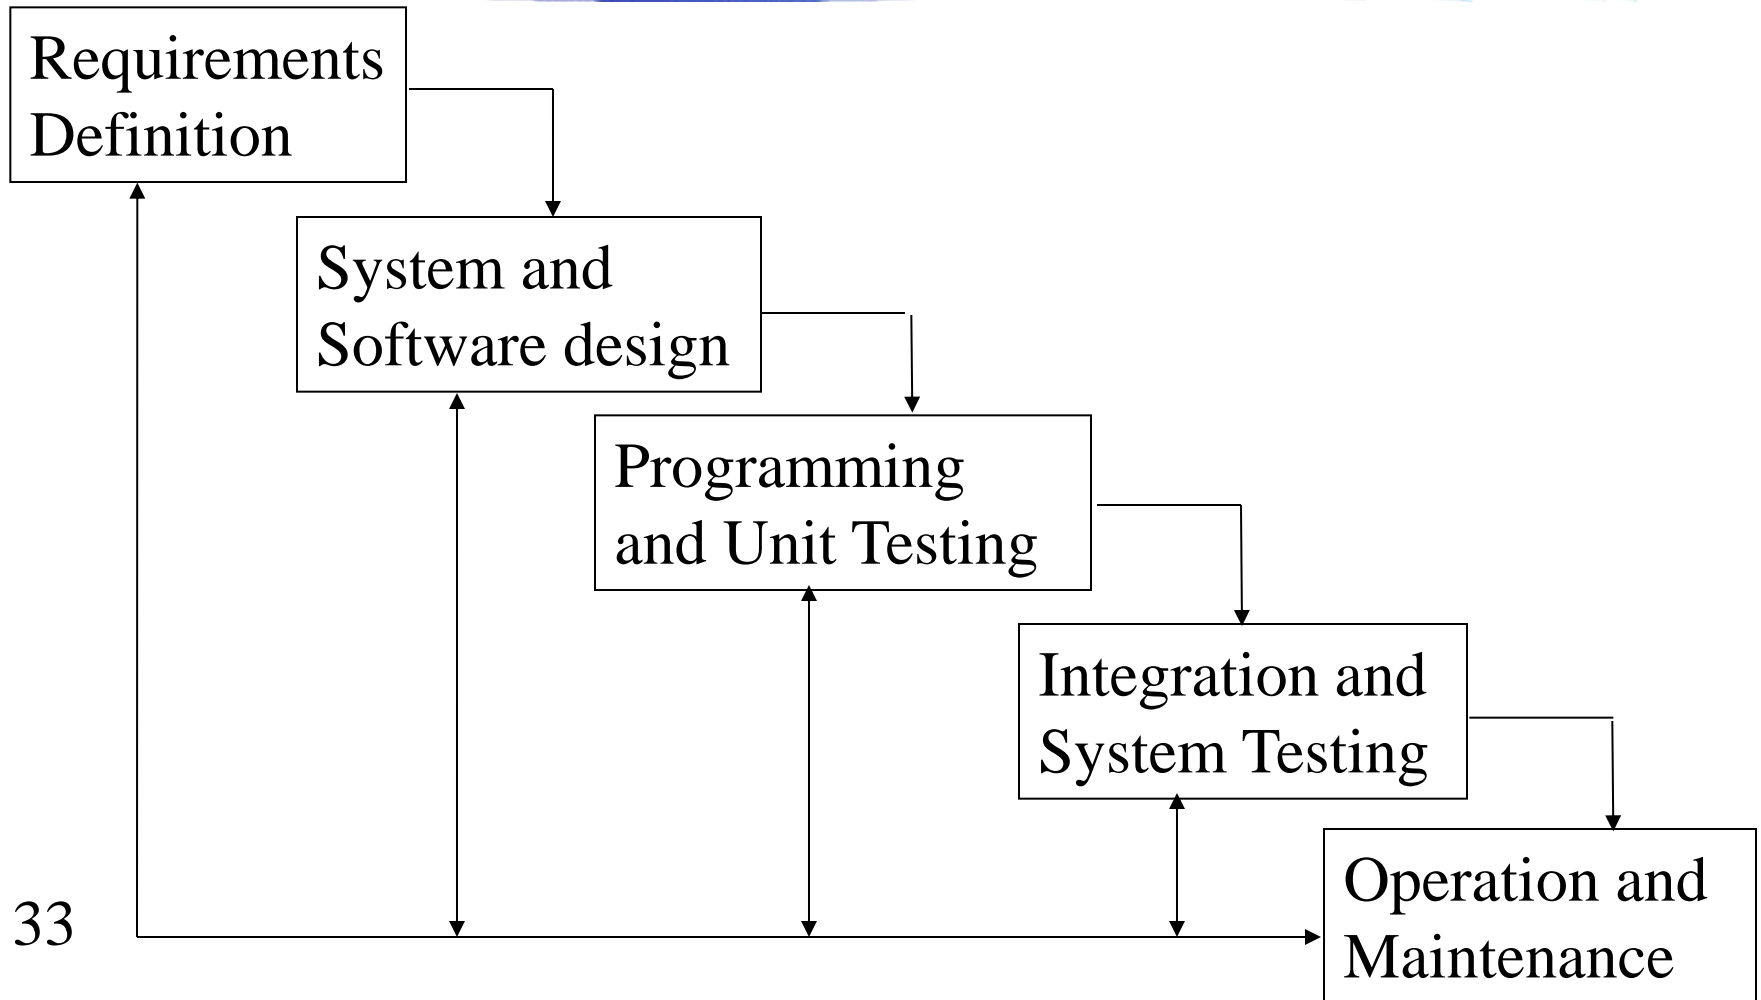 Requirements
Definition
System and
Software design
Programming
and Unit Testing
Integration and
System Testing
Operation and
Maintenance
33